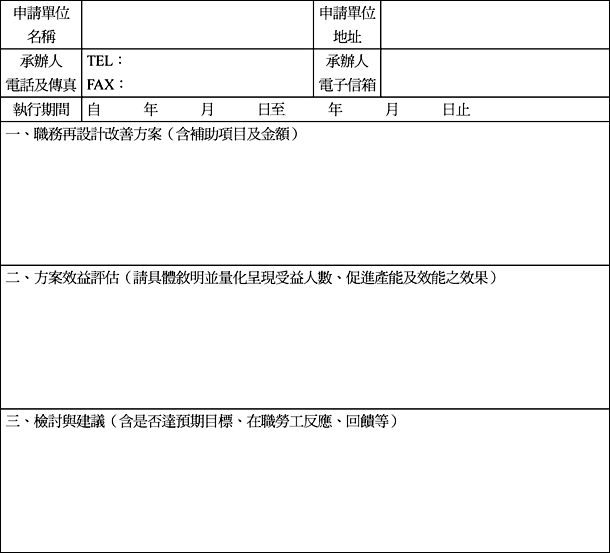 申請單位
名稱
申請單位
地址
承辦人
電話及傳真
TEL：
FAX：
承辦人
電子信箱
執行期間
自 年 月 日至 年 月 日止
一、職務再設計改善方案（含補助項目及金額）
二、方案效益評估（請具體敘明並量化呈現受益人數、促進產能及效能之效果）
三、檢討與建議（含是否達預期目標、在職勞工反應、回饋等）